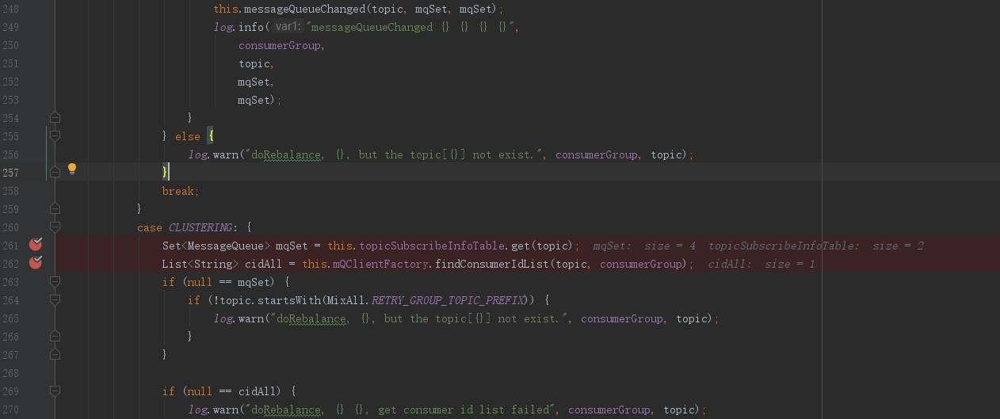 248 this.messageQueueChanged(topic, mqSet, mqSet);
249 log.info( var1: "messageQueueChanged {} {} {} {}",
250 consumerGroup,
251 topic,
252 mqSet,
253 mqSet);
254 }
255 } else {
256 log.warn("doRebalance, {}, but the topic[{}] not exist.", consumerGroup, topic);
257 }
258 break;
259 }
260 case CLUSTERING: {
261 Set<MessageQueue> mqSet = this.topicSubscribeInfoTable.get(topic); mqSet: size = 4 topicSubscribeInfoTable: size = 2
262 List<String> cidAll = this.mQClientFactory.findConsumerIdList(topic, consumerGroup); cidAll: size = 1
263 if (null == mqSet) {
264 if (!topic.startsWith(MixAll.RETRY_GROUP_TOPIC_PREFIX)) {
265 log.warn("doRebalance, {}, but the topic[{}] not exist.", consumerGroup, topic);
266 }
267 }
268
269 if (null == cidAll) {
270 log.warn("doRebalance, {} {}, get consumer id list failed", consumerGroup, topic);